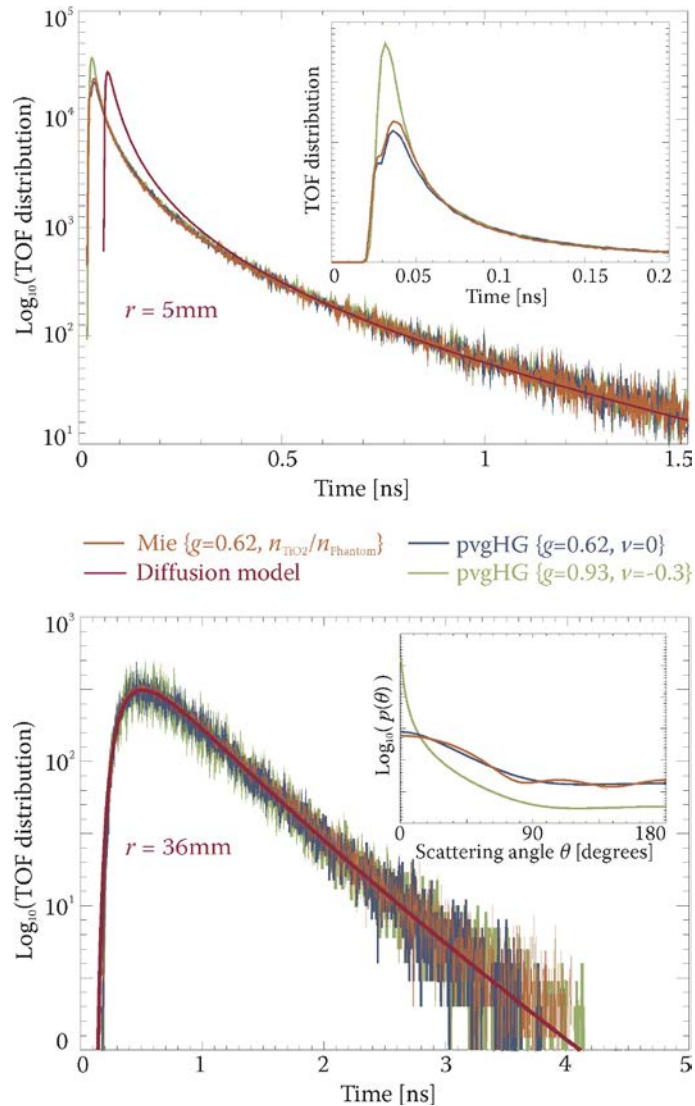 10⁵
10⁴
10³
10²
10¹
Log₁₀(TOF distribution)
r = 5mm
0
0.5
1
1.5
Time [ns]
TOF distribution
0
0.05
0.1
0.15
0.2
Time [ns]
Mie {g=0.62, n_TiO2/n_Phantom}
pvgHG {g=0.62, ν=0}
Diffusion model
pvgHG {g=0.93, ν=-0.3}
10³
10²
10¹
0
Log₁₀(TOF distribution)
r = 36mm
Log₁₀( p(θ) )
0
90
180
Scattering angle θ [degrees]
0
1
2
3
4
5
Time [ns]